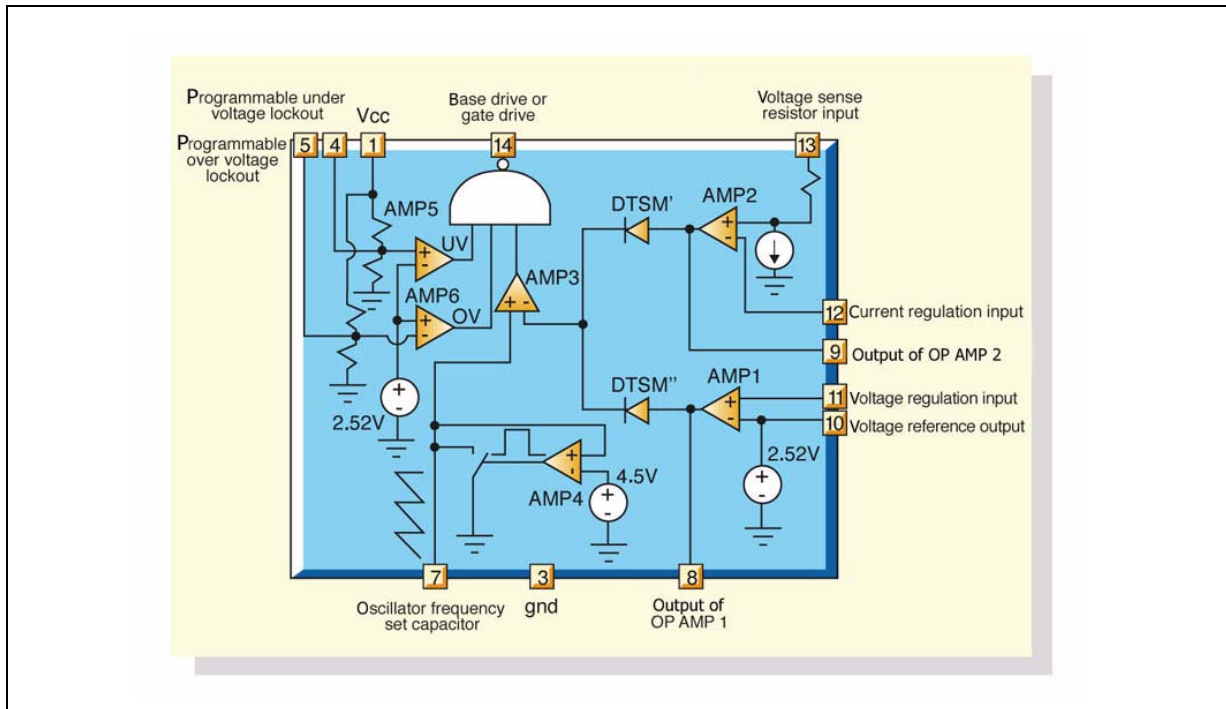 Programmable under
voltage lockout
Vcc
Base drive or
gate drive
Voltage sense
resistor input
Programmable
over voltage
lockout
5
4
1
14
13
AMP5
DTSM'
AMP2
+
-
+
-
UV
AMP3
+ -
AMP6
+
-
OV
12
Current regulation input
9
Output of OP AMP 2
DTSM"
AMP1
+
-
11
Voltage regulation input
10
Voltage reference output
+
-
2.52V
2.52V
+
-
+
-
4.5V
AMP4
+
-
7
3
8
Oscillator frequency
set capacitor
gnd
Output of
OP AMP 1